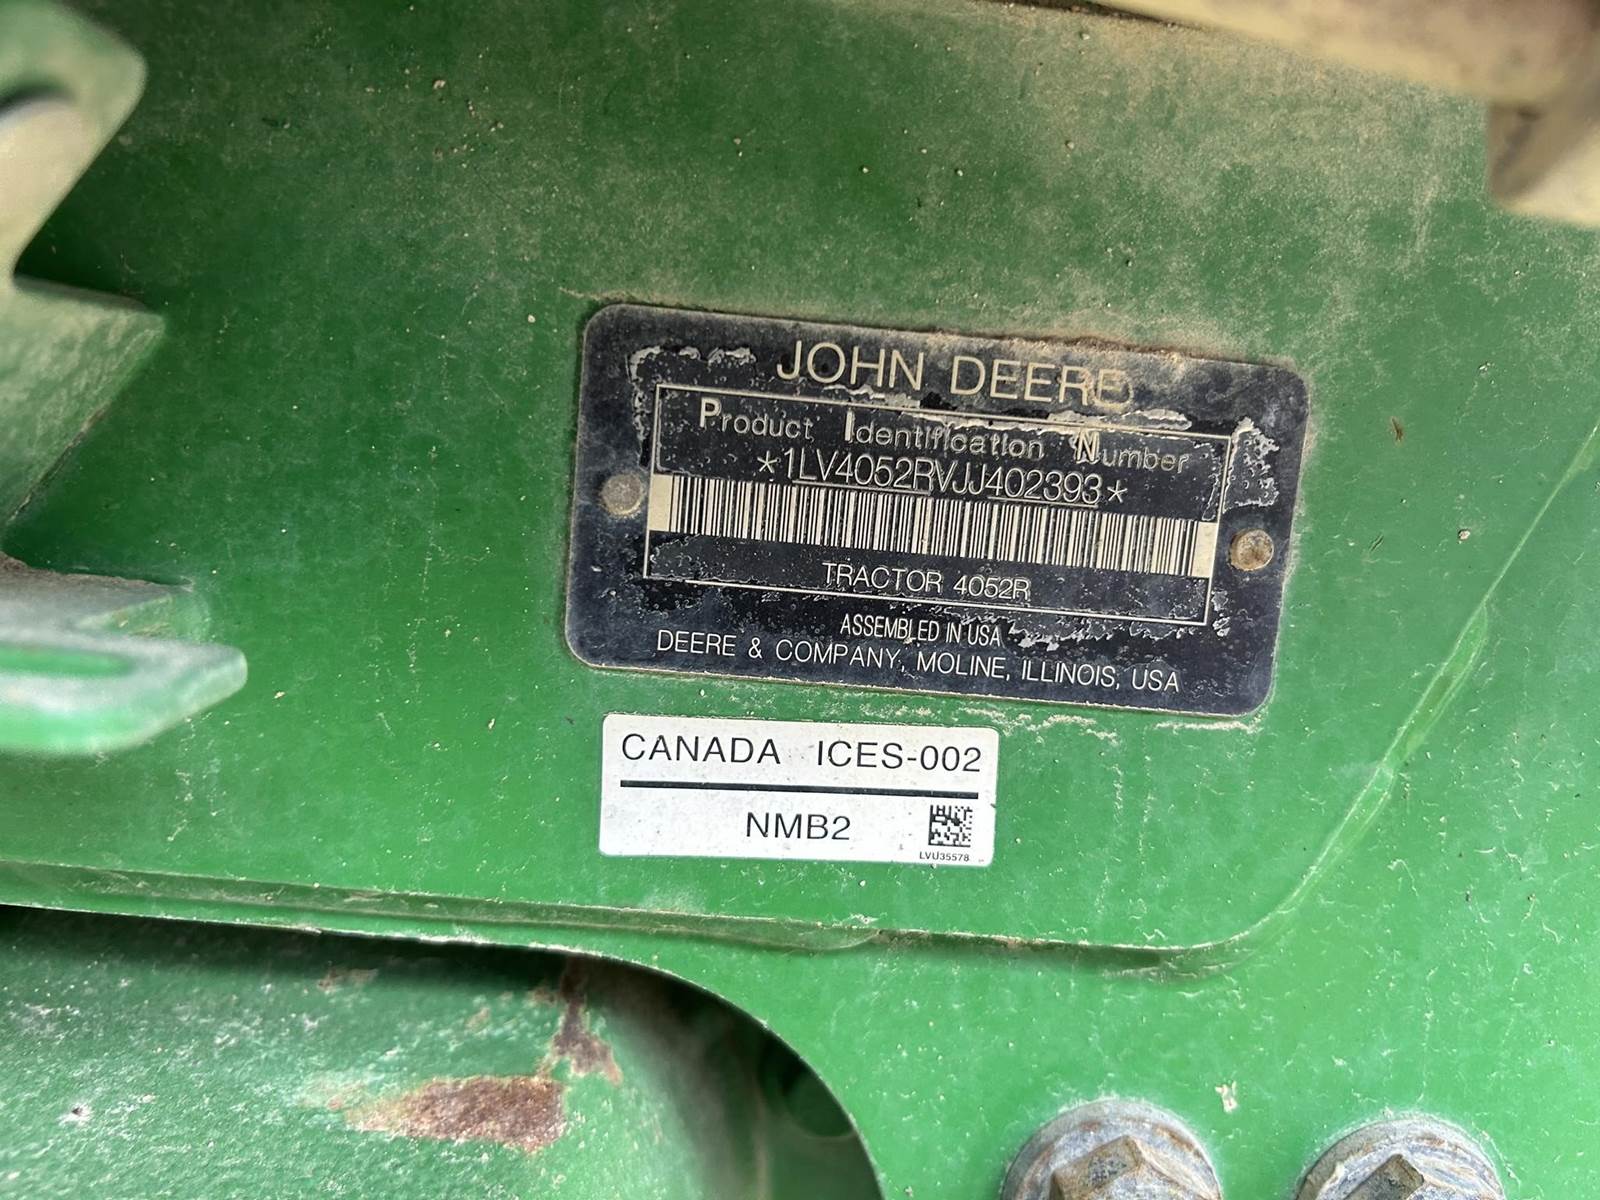 JOHN DEERE
Product Identification Number
*1LV4052RVJJ402393*
TRACTOR 4052R
ASSEMBLED IN USA
DEERE & COMPANY, MOLINE, ILLINOIS, USA
CANADA ICES-002
NMB2
LVU35578